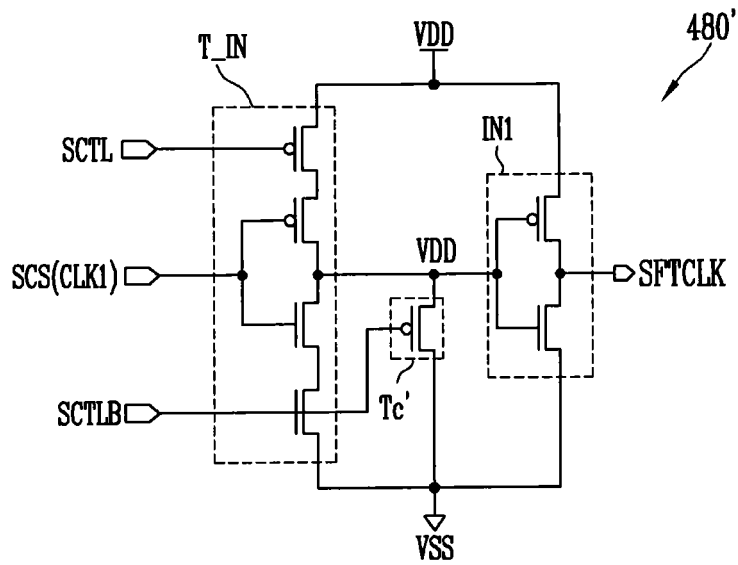 480'
T_IN
VDD
SCTL
IN1
SCS(CLK1)
VDD
SFTCLK
SCTLB
Tc'
VSS